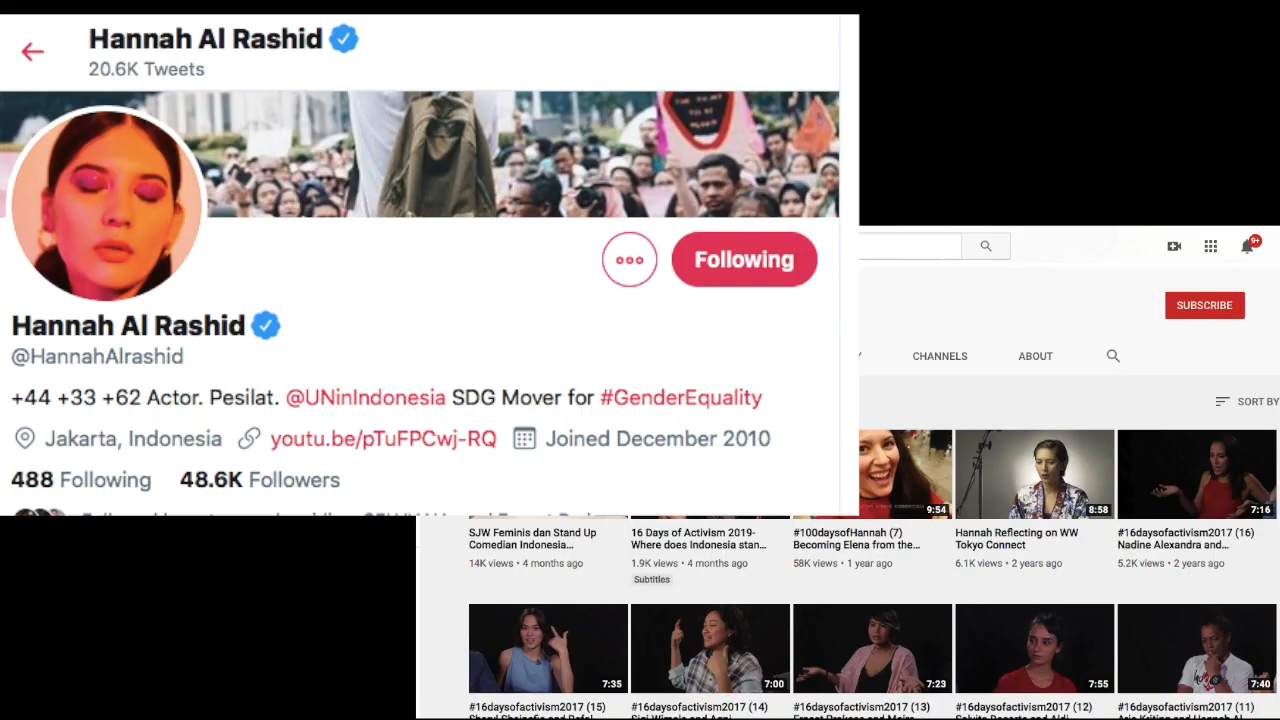 Hannah Al Rashid
20.6K Tweets
Following
Hannah Al Rashid
@HannahAlrashid
+44 +33 +62 Actor. Pesilat. @UNinIndonesia SDG Mover for #GenderEquality
Jakarta, Indonesia youtu.be/pTuFPCwj-RQ Joined December 2010
488 Following 48.6K Followers
9+
SUBSCRIBE
CHANNELS ABOUT
SORT BY
9:54 8:58 7:16
SJW Feminis dan Stand Up
Comedian Indonesia...
14K views • 4 months ago
16 Days of Activism 2019-
Where does Indonesia stan...
1.9K views • 4 months ago
Subtitles
#100daysofHannah (7)
Becoming Elena from the...
58K views • 1 year ago
Hannah Reflecting on WW
Tokyo Connect
6.1K views • 2 years ago
#16daysofactivism2017 (16)
Nadine Alexandra and...
5.2K views • 2 years ago
7:35 7:00 7:23 7:55 7:40
#16daysofactivism2017 (15)
#16daysofactivism2017 (14)
#16daysofactivism2017 (13)
#16daysofactivism2017 (12)
#16daysofactivism2017 (11)